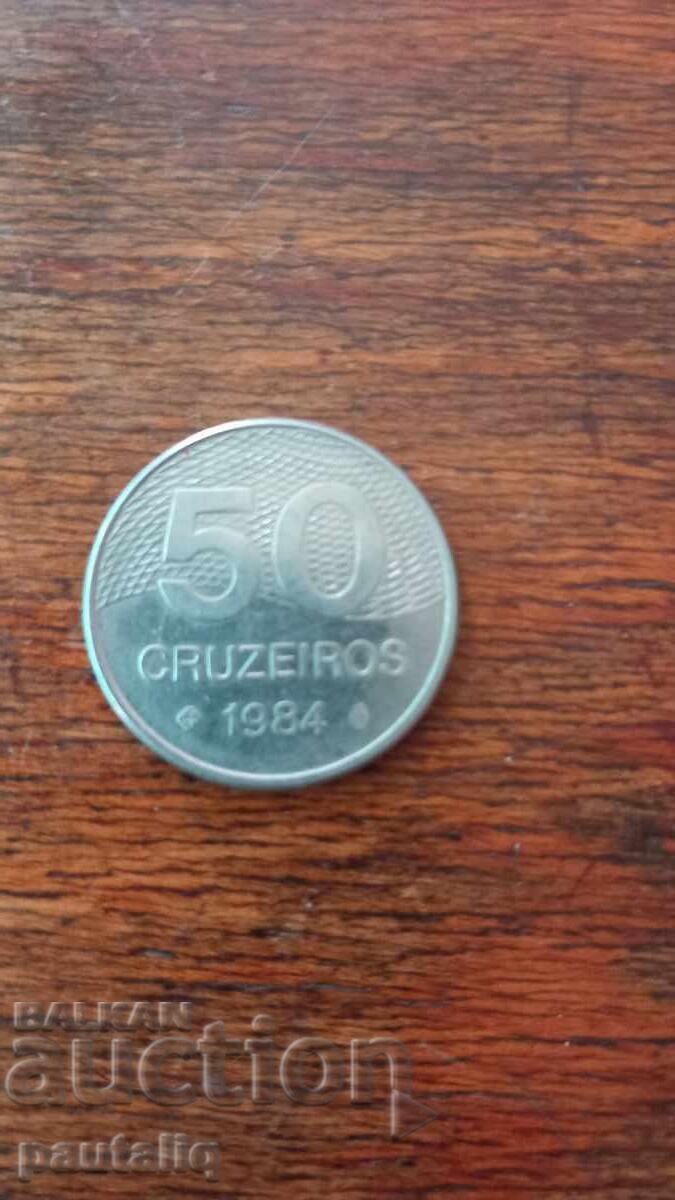 50
CRUZEIROS
1984
BALKAN
auction
pautaliq